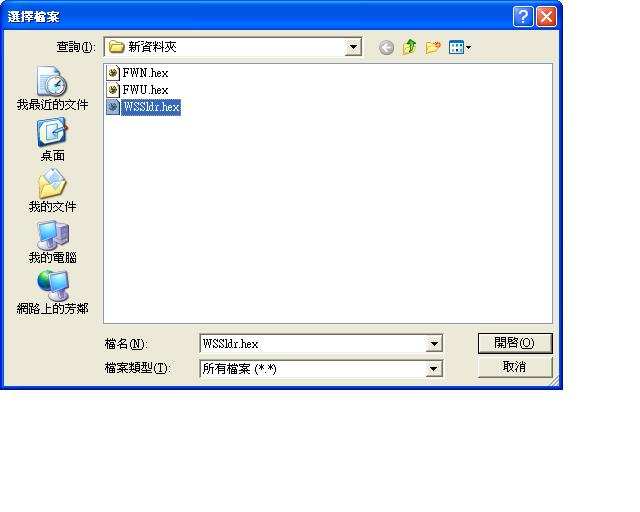 選擇檔案
查詢(I): 新資料夾
FWN.hex
FWU.hex
WSSldr.hex
我最近的文件
桌面
我的文件
我的電腦
網路上的芳鄰
檔名(N): WSSldr.hex 開啓(O)
檔案類型(T): 所有檔案 (*.*) 取消